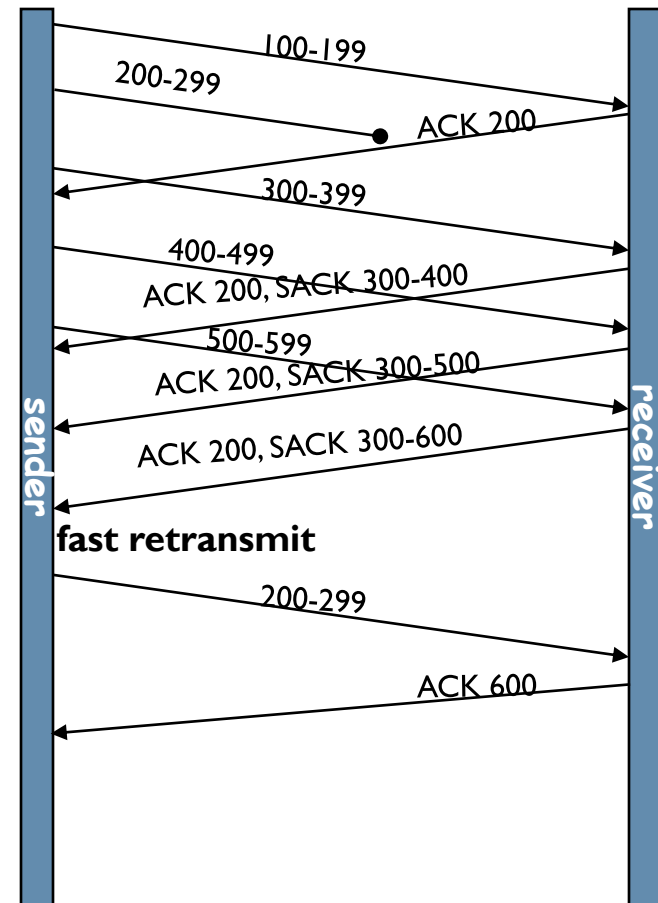 100-199
200-299
ACK 200
300-399
400-499
ACK 200, SACK 300-400
500-599
ACK 200, SACK 300-500
sender
receiver
ACK 200, SACK 300-600
fast retransmit
200-299
ACK 600